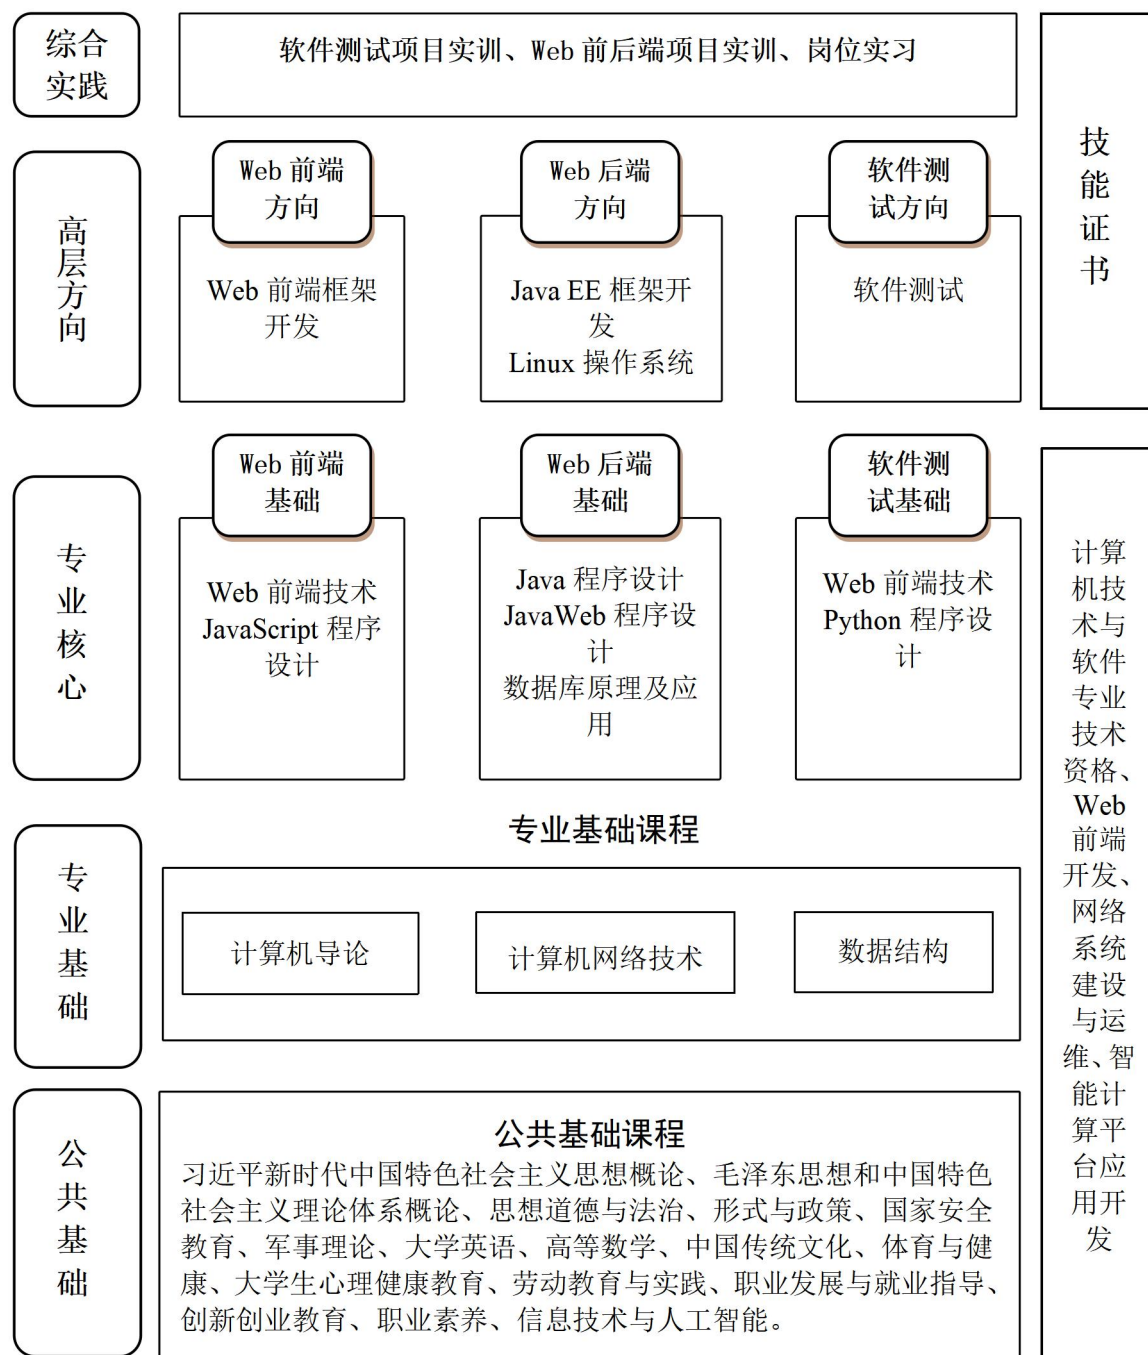 综合
实践
软件测试项目实训、Web 前后端项目实训、岗位实习
技
能
证
书
高
层
方
向
Web 前端
方向
Web 前端框架
开发
Web 后端
方向
Java EE 框架开
发
Linux 操作系统
软件测
试方向
软件测试
专
业
核
心
Web 前端
基础
Web 前端技术
JavaScript 程序
设计
Web 后端
基础
Java 程序设计
JavaWeb 程序设
计
数据库原理及应
用
软件测
试基础
Web 前端技术
Python 程序设
计
计算
机技
术与
软件
专业
技术
资格、
Web
前端
开发、
网络
系统
建设
与运
维、智
能计
算平
台应
用开
发
专
业
基
础
专业基础课程
计算机导论
计算机网络技术
数据结构
公
共
基
础
公共基础课程
习近平新时代中国特色社会主义思想概论、毛泽东思想和中国特色
社会主义理论体系概论、思想道德与法治、形式与政策、国家安全
教育、军事理论、大学英语、高等数学、中国传统文化、体育与健
康、大学生心理健康教育、劳动教育与实践、职业发展与就业指导、
创新创业教育、职业素养、信息技术与人工智能。